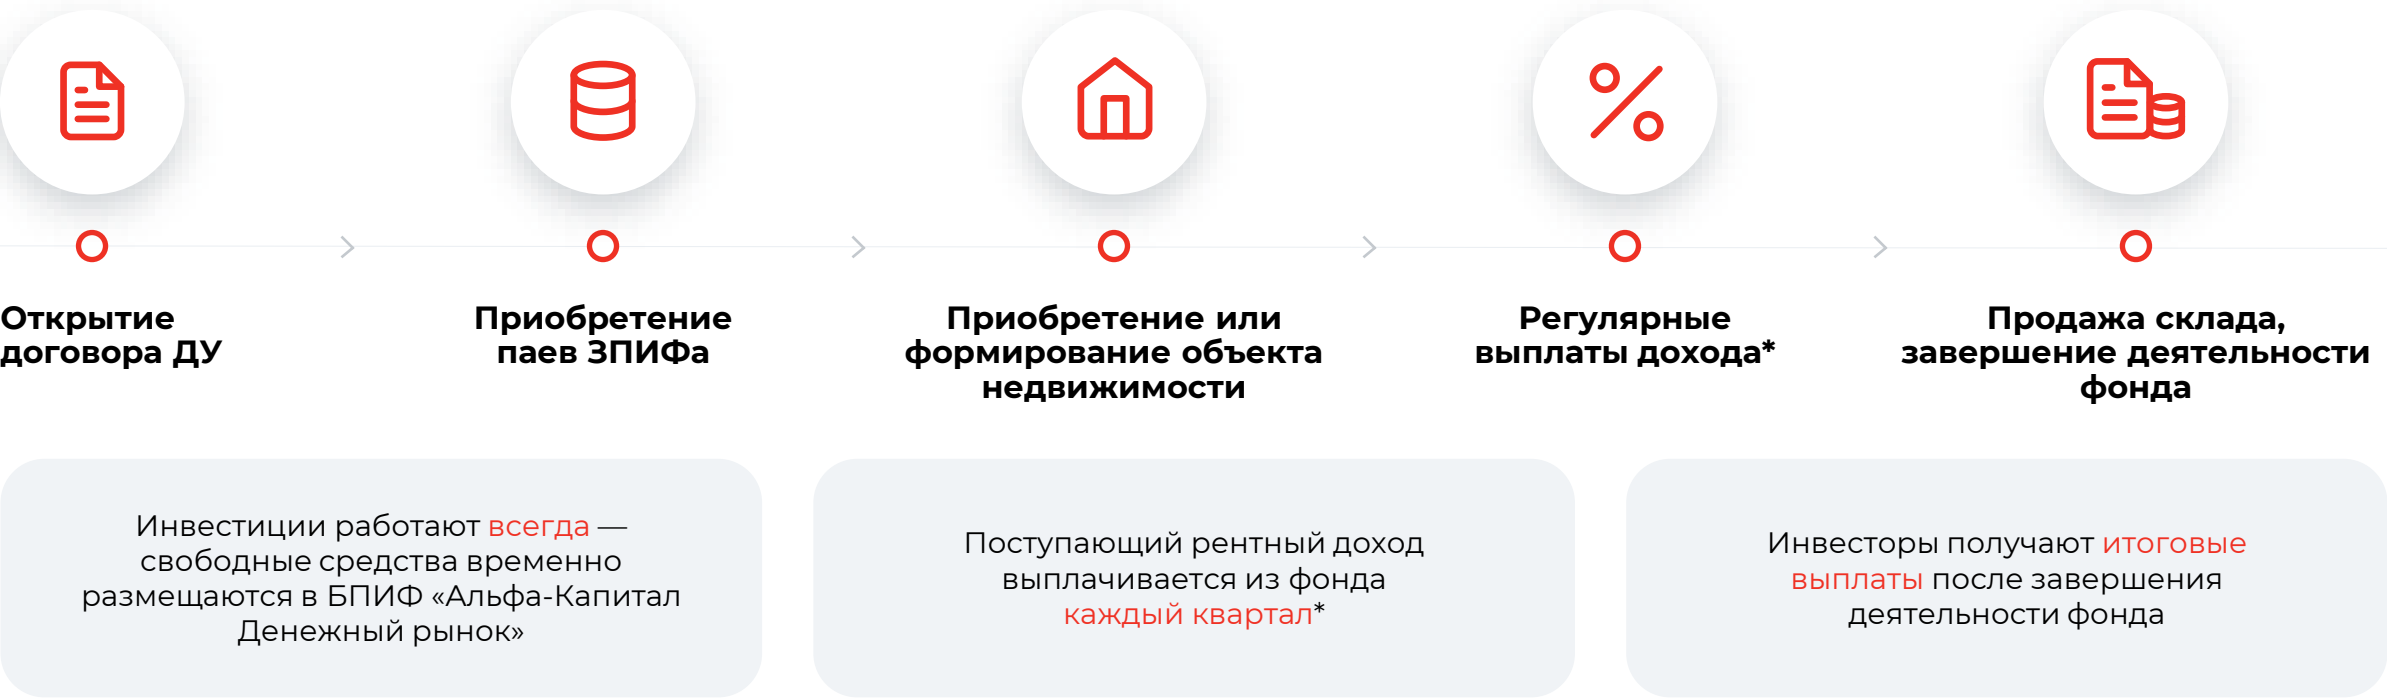 Открытие
договора ДУ
Приобретение
паев ЗПИФа
Приобретение или
формирование объекта
недвижимости
Регулярные
выплаты дохода*
Продажа склада,
завершение деятельности
фонда
Инвестиции работают всегда —
свободные средства временно
размещаются в БПИФ «Альфа-Капитал
Денежный рынок»
Поступающий рентный доход
выплачивается из фонда
каждый квартал*
Инвесторы получают итоговые
выплаты после завершения
деятельности фонда